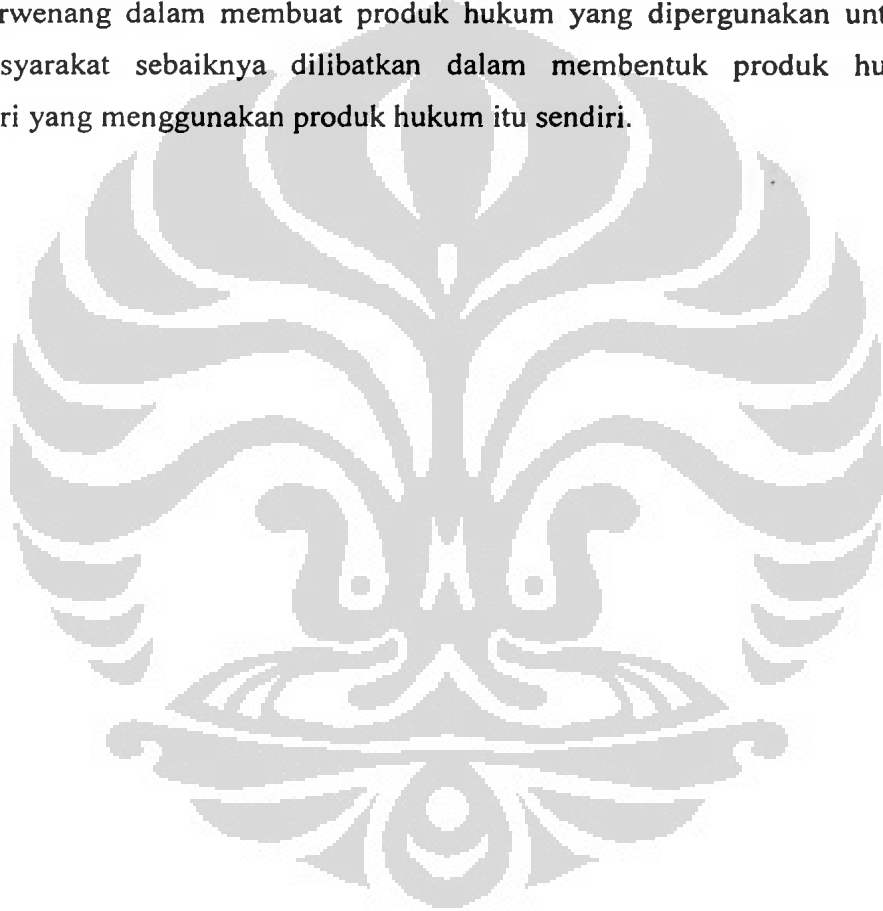 rwenang dalam membuat produk hukum yang dipergunakan unt
syarakat sebaiknya dilibatkan dalam membentuk produk hu
ri yang menggunakan produk hukum itu sendiri.